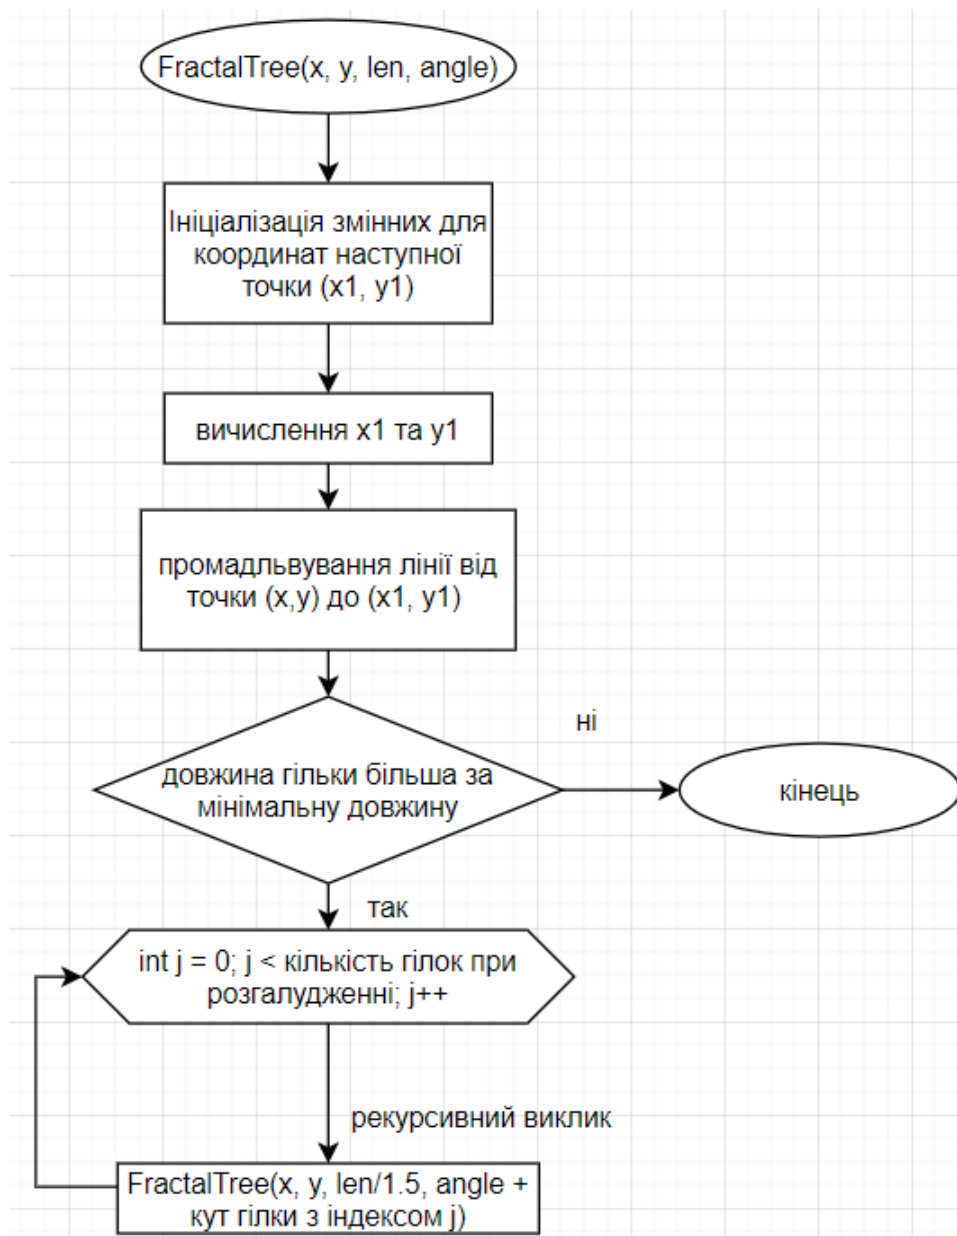 FractalTree(x, y, len, angle)
Ініціалізація змінних для
координат наступної
точки (x1, y1)
вичислення x1 та y1
промадльвування лінії від
точки (x,y) до (x1, y1)
ні
довжина гільки більша за
мінімальну довжину
кінець
так
int j = 0; j < кількість гілок при
розгалудженні; j++
рекурсивний виклик
FractalTree(x, y, len/1.5, angle +
кут гілки з індексом j)